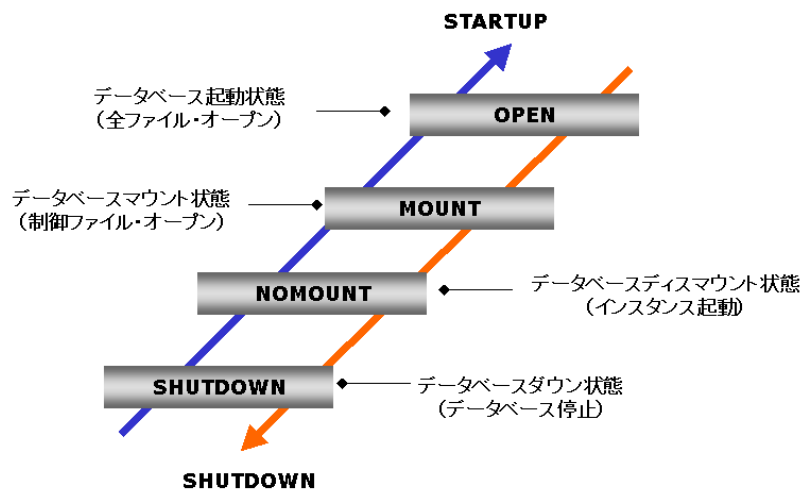 STARTUP
データベース起動状態
(全ファイル・オープン)
OPEN
データベースマウント状態
(制御ファイル・オープン)
MOUNT
NOMOUNT
データベースディスマウント状態
(インスタンス起動)
SHUTDOWN
データベースダウン状態
(データベース停止)
SHUTDOWN